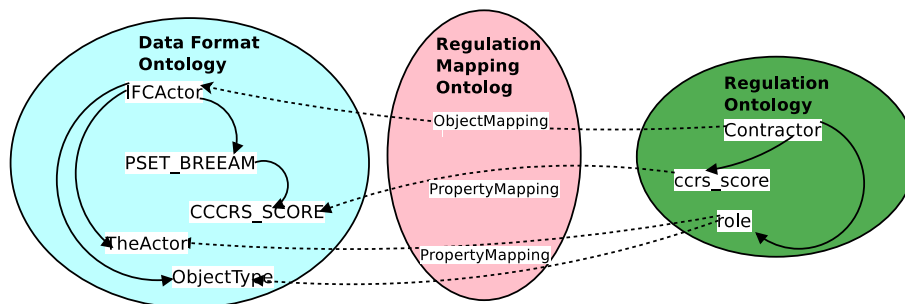 Data Format
Ontology
IFCActor
PSET_BREEAM
CCCRS_SCORE
TheActor
ObjectType
Regulation
Mapping
Ontolog
ObjectMapping
PropertyMapping
PropertyMapping
Regulation
Ontology
Contractor
ccrs_score
role